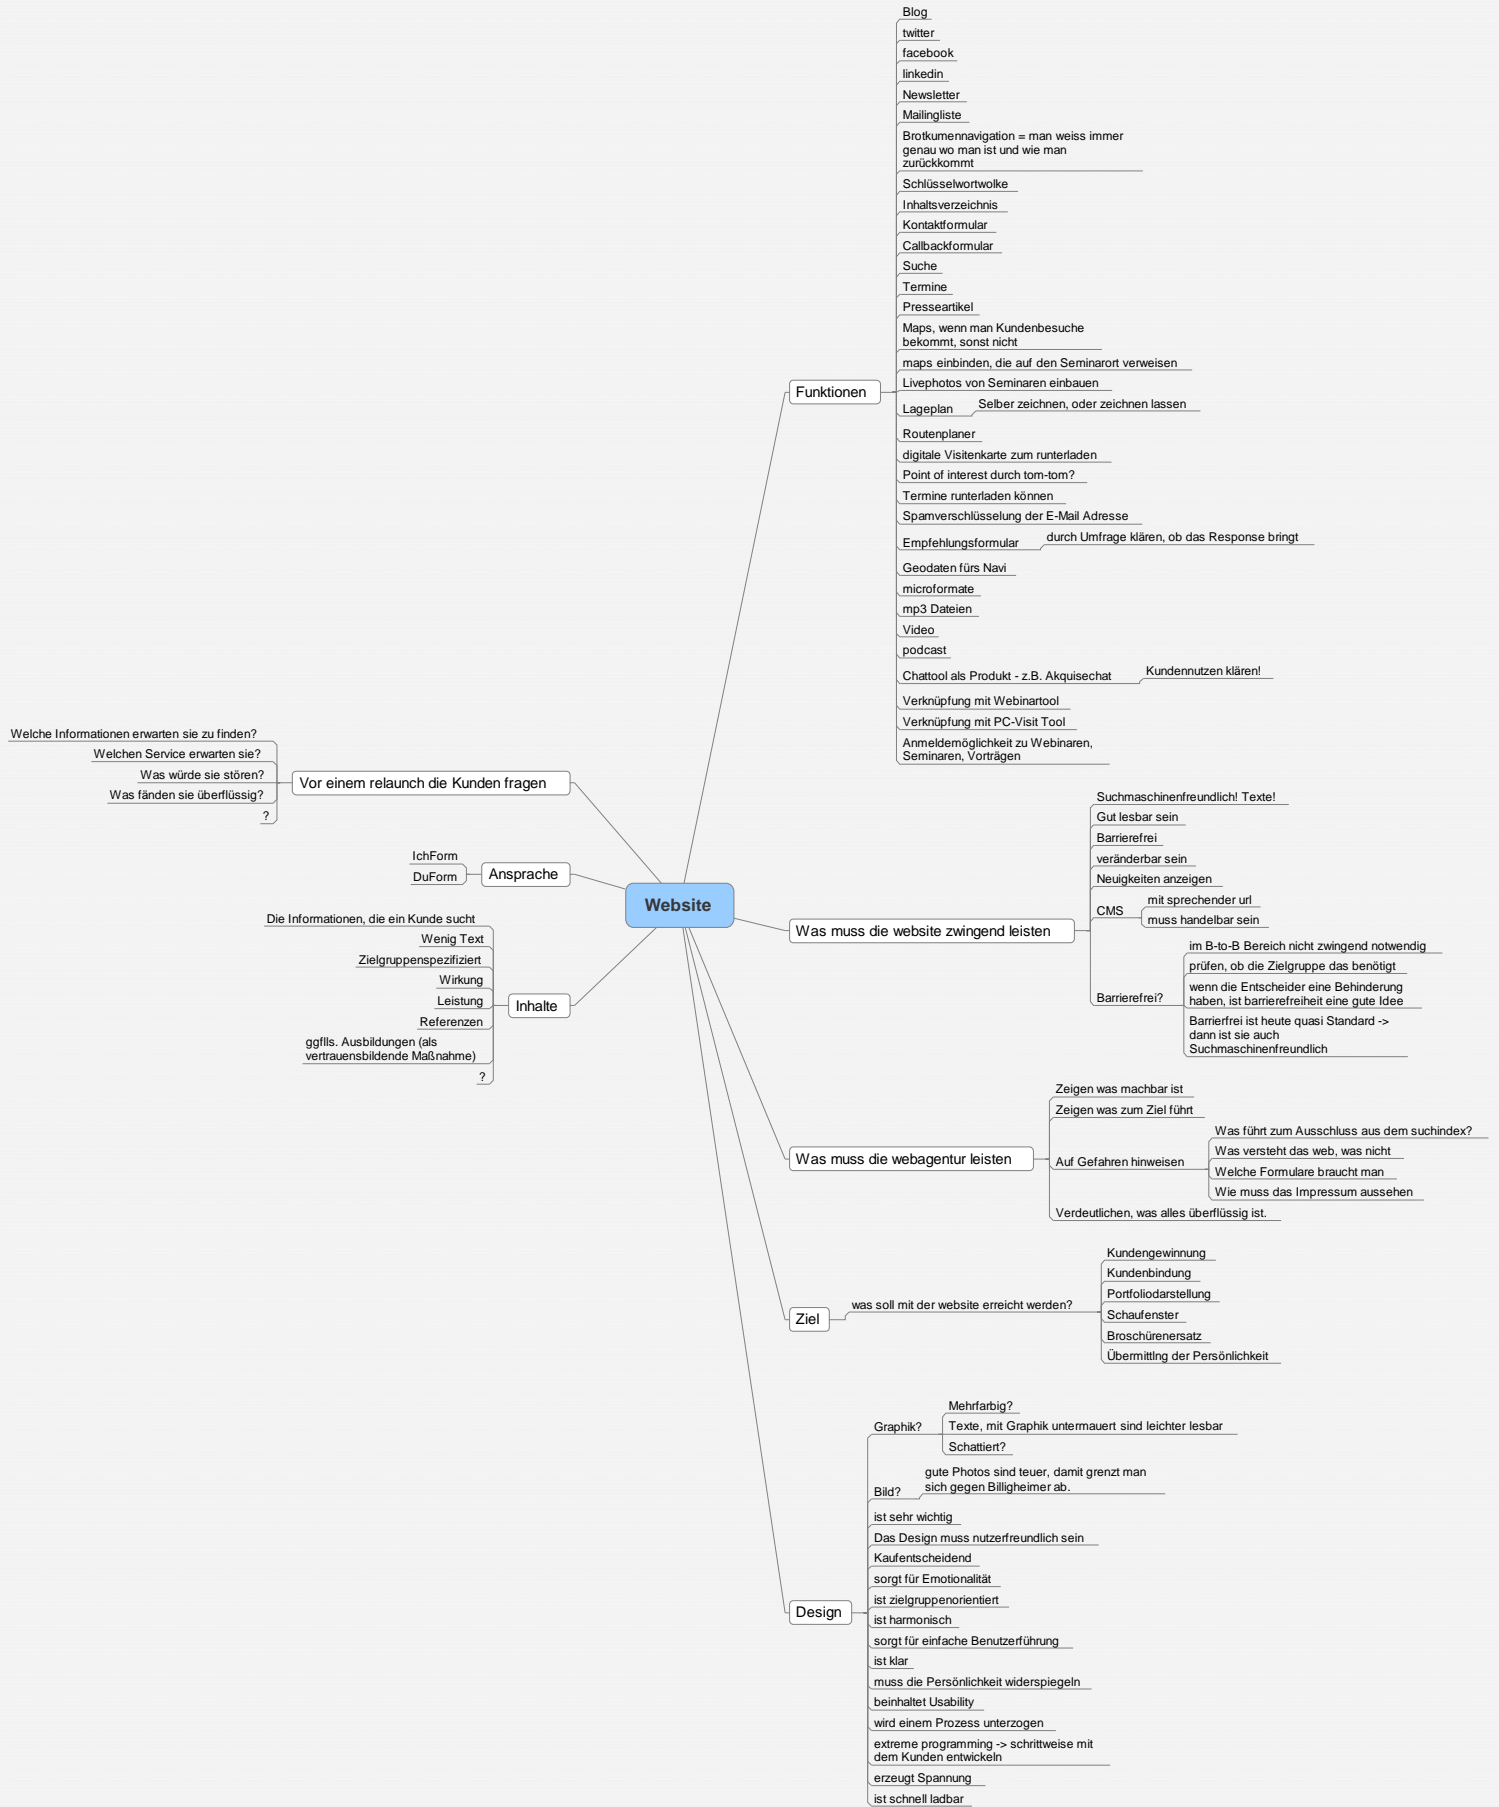 Website
Funktionen
Blog
twitter
facebook
linkedin
Newsletter
Mailingliste
Brotkumennavigation = man weiss immer
genau wo man ist und wie man
zurückkommt
Schlüsselwortwolke
Inhaltsverzeichnis
Kontaktformular
Callbackformular
Suche
Termine
Presseartikel
Maps, wenn man Kundenbesuche
bekommt, sonst nicht
maps einbinden, die auf den Seminarort verweisen
Livephotos von Seminaren einbauen
Lageplan
Selber zeichnen, oder zeichnen lassen
Routenplaner
digitale Visitenkarte zum runterladen
Point of interest durch tom-tom?
Termine runterladen können
Spamverschlüsselung der E-Mail Adresse
Empfehlungsformular
durch Umfrage klären, ob das Response bringt
Geodaten fürs Navi
microformate
mp3 Dateien
Video
podcast
Chattool als Produkt - z.B. Akquisechat
Kundennutzen klären!
Verknüpfung mit Webinartool
Verknüpfung mit PC-Visit Tool
Anmeldemöglichkeit zu Webinaren,
Seminaren, Vorträgen
Was muss die website zwingend leisten
Suchmaschinenfreundlich! Texte!
Gut lesbar sein
Barrierefrei
veränderbar sein
Neuigkeiten anzeigen
CMS
mit sprechender url
muss handelbar sein
Barrierefrei?
im B-to-B Bereich nicht zwingend notwendig
prüfen, ob die Zielgruppe das benötigt
wenn die Entscheider eine Behinderung
haben, ist barrierefreiheit eine gute Idee
Barrierfrei ist heute quasi Standard ->
dann ist sie auch
Suchmaschinenfreundlich
Was muss die webagentur leisten
Zeigen was machbar ist
Zeigen was zum Ziel führt
Auf Gefahren hinweisen
Was führt zum Ausschluss aus dem suchindex?
Was versteht das web, was nicht
Welche Formulare braucht man
Wie muss das Impressum aussehen
Verdeutlichen, was alles überflüssig ist.
Ziel
was soll mit der website erreicht werden?
Kundengewinnung
Kundenbindung
Portfoliodarstellung
Schaufenster
Broschürenersatz
Übermittlng der Persönlichkeit
Design
Graphik?
Mehrfarbig?
Texte, mit Graphik untermauert sind leichter lesbar
Schattiert?
Bild?
gute Photos sind teuer, damit grenzt man
sich gegen Billigheimer ab.
ist sehr wichtig
Das Design muss nutzerfreundlich sein
Kaufentscheidend
sorgt für Emotionalität
ist zielgruppenorientiert
ist harmonisch
sorgt für einfache Benutzerführung
ist klar
muss die Persönlichkeit widerspiegeln
beinhaltet Usability
wird einem Prozess unterzogen
extreme programming -> schrittweise mit
dem Kunden entwickeln
erzeugt Spannung
ist schnell ladbar
Vor einem relaunch die Kunden fragen
Welche Informationen erwarten sie zu finden?
Welchen Service erwarten sie?
Was würde sie stören?
Was fänden sie überflüssig?
?
Ansprache
IchForm
DuForm
Inhalte
Die Informationen, die ein Kunde sucht
Wenig Text
Zielgruppenspezifiziert
Wirkung
Leistung
Referenzen
ggflls. Ausbildungen (als
vertrauensbildende Maßnahme)
?